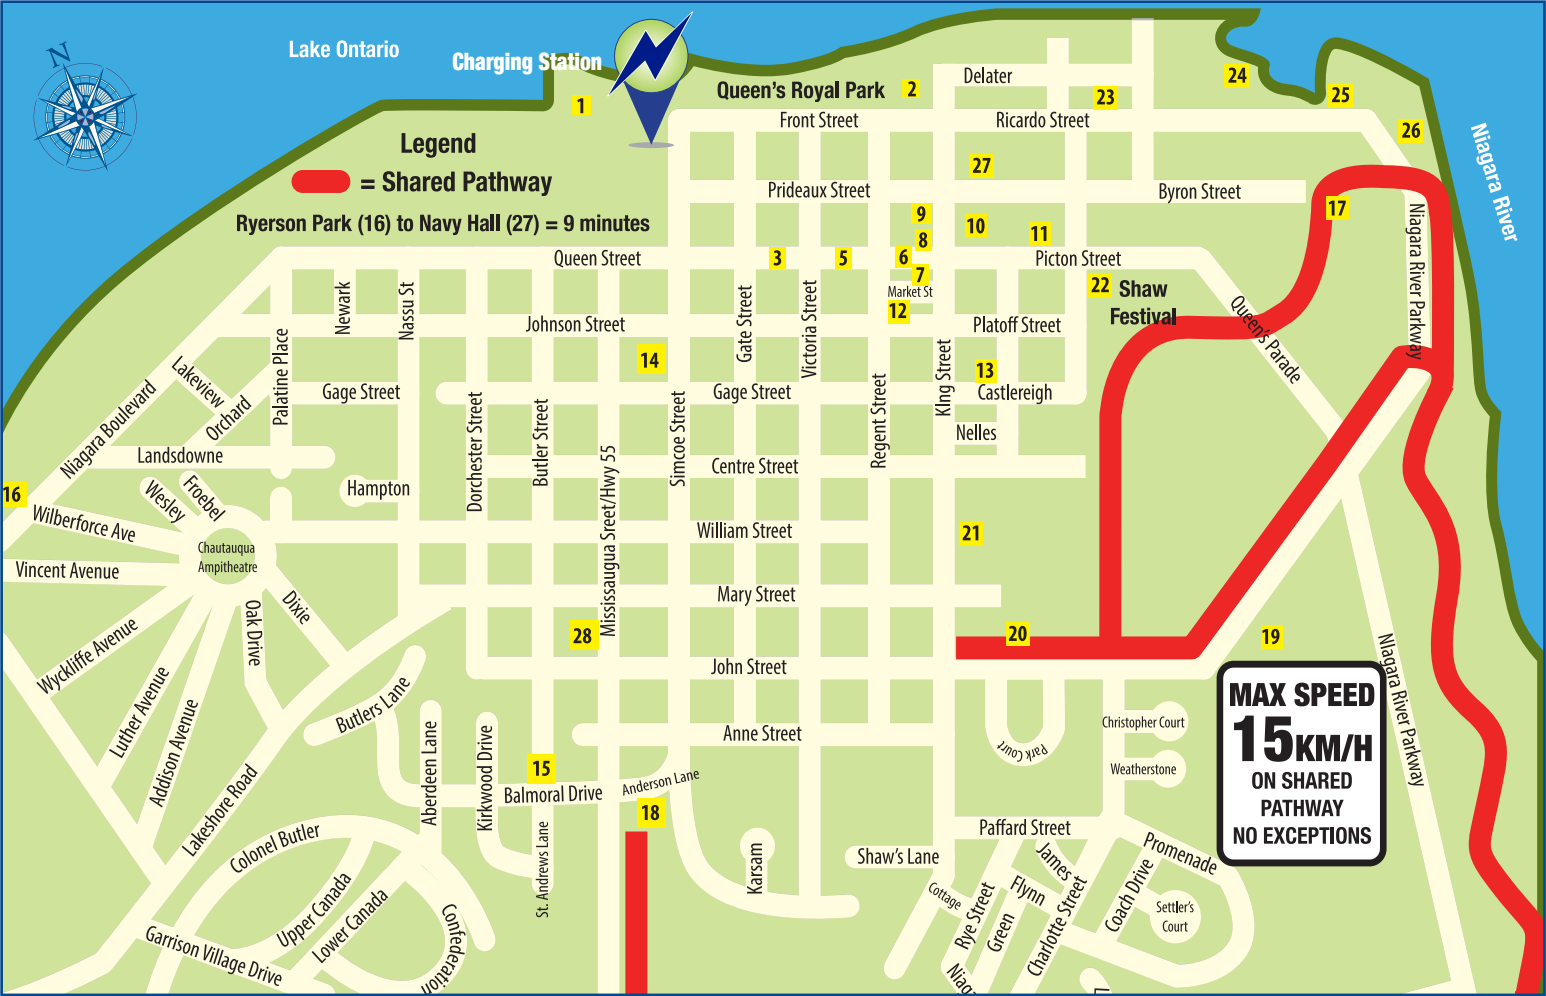 N
Lake Ontario
Charging Station
Queen's Royal Park
Legend
= Shared Pathway
Ryerson Park (16) to Navy Hall (27) = 9 minutes
1
2
23
24
25
26
Delater
Front Street
Ricardo Street
27
Prideaux Street
Byron Street
17
Niagara River
9
8
10
11
Queen Street
3
5
6
7
Picton Street
Market St
12
22
Shaw
Festival
Newark
Nassu St
Johnson Street
Gate Street
Victoria Street
Platoff Street
Queen's Parade
Niagara River Parkway
14
13
KIng Street
Palatine Place
Lakeview
Orchard
Niagara Boulevard
Gage Street
Gage Street
Castlereigh
Dorchester Street
Butler Street
Mississaugua Sreet/Hwy 55
Simcoe Street
Regent Street
Nelles
Landsdowne
Centre Street
Hampton
16
Wesley
Froebel
Wilberforce Ave
William Street
21
Chautauqua
Ampitheatre
Vincent Avenue
Mary Street
Dixie
Oak Drive
Wyckliffe Avenue
28
20
19
John Street
Luther Avenue
Addison Avenue
Butlers Lane
Anne Street
Park Court
Christopher Court
Weatherstone
NIagara River Parkway
MAX SPEED
15KM/H
ON SHARED
PATHWAY
NO EXCEPTIONS
Aberdeen Lane
Kirkwood Drive
15
Balmoral Drive
Anderson Lane
18
Lakeshore Road
Colonel Butler
St. Andrews Lane
Karsam
Shaw's Lane
Paffard Street
Promenade
James
Flynn
Cottage
Rye Street
Green
Charlotte Street
Coach Drive
Settler's
Court
Upper Canada
Lower Canada
Confederation
Garrison Village Drive
Niag